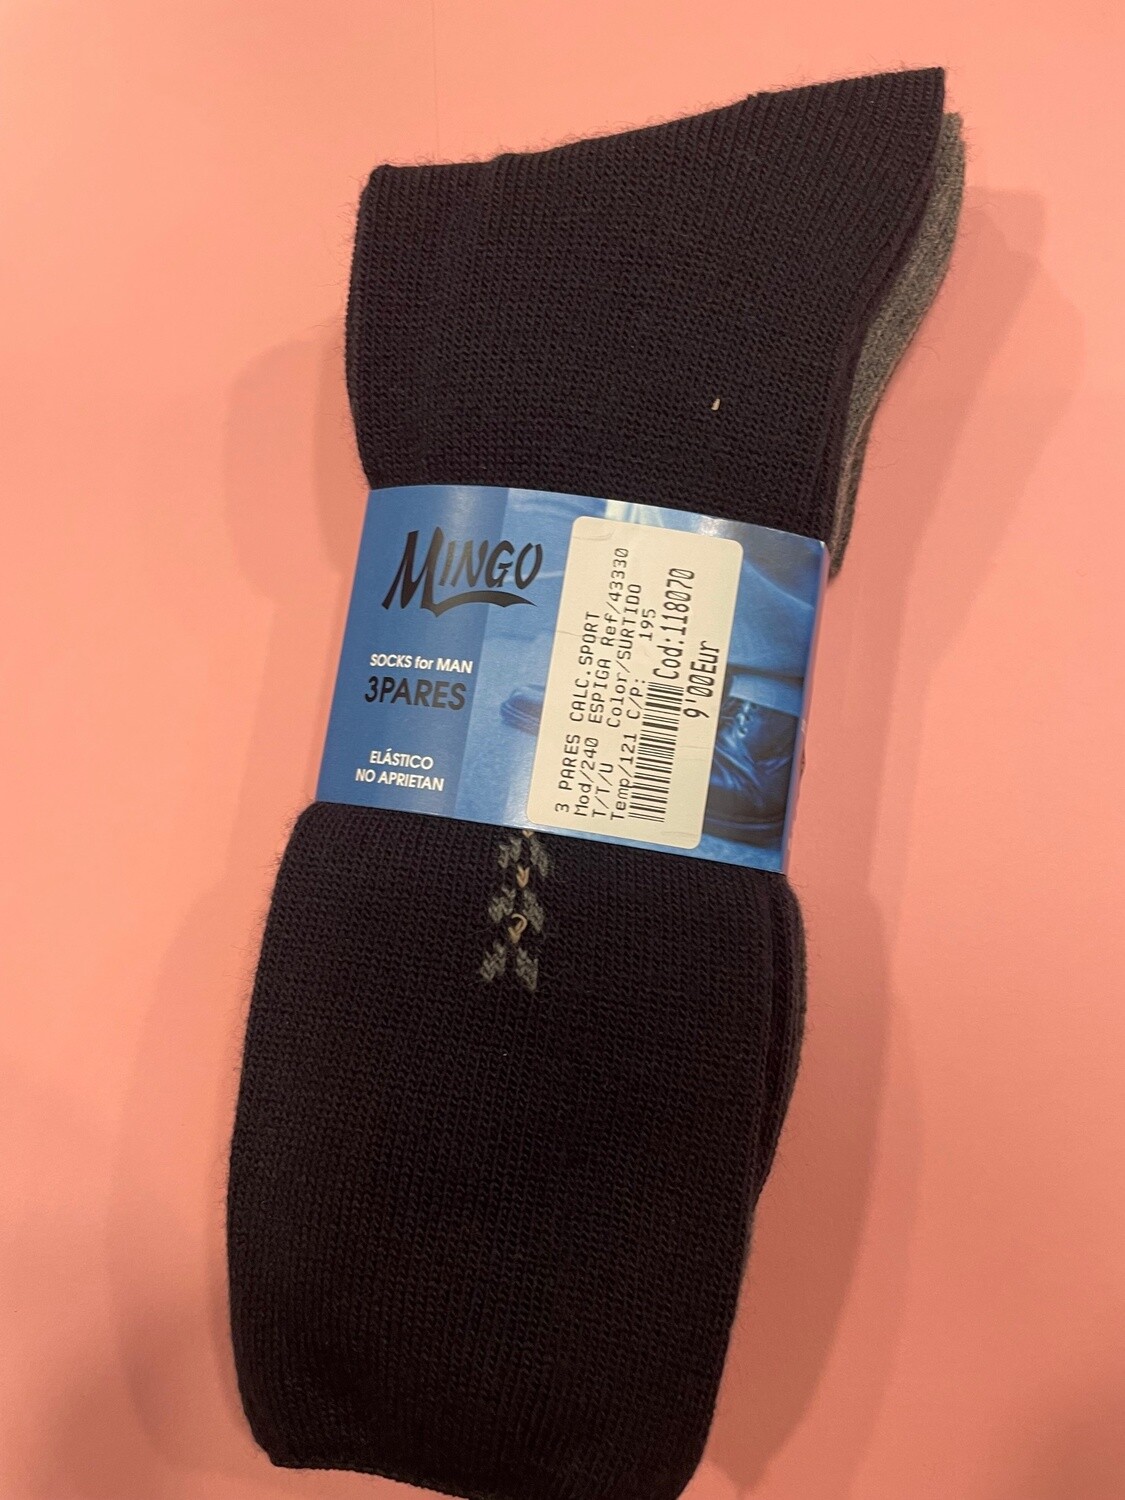 MINGO
SOCKS for MAN
3PARES
ELÁSTICO
NO APRIETAN
3 PARES CALC.SPORT
Mod/240 ESPIGA Ref/43330
T/T/U Color/SURTIDO
Temp/121 C/P: 195
Cod:118070
9'00Eur